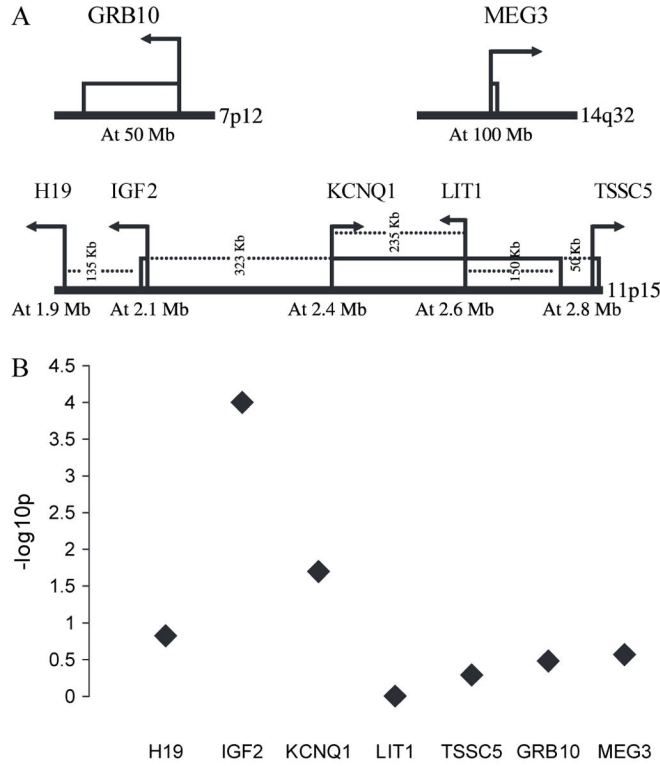 A
GRB10
MEG3
7p12
14q32
At 50 Mb
At 100 Mb
H19
IGF2
KCNQ1
LIT1
TSSC5
135 Kb
323 Kb
235 Kb
150 Kb
50 Kb
11p15
At 1.9 Mb
At 2.1 Mb
At 2.4 Mb
At 2.6 Mb
At 2.8 Mb
B
-log10p
4.5
4
3.5
3
2.5
2
1.5
1
0.5
0
H19
IGF2
KCNQ1
LIT1
TSSC5
GRB10
MEG3